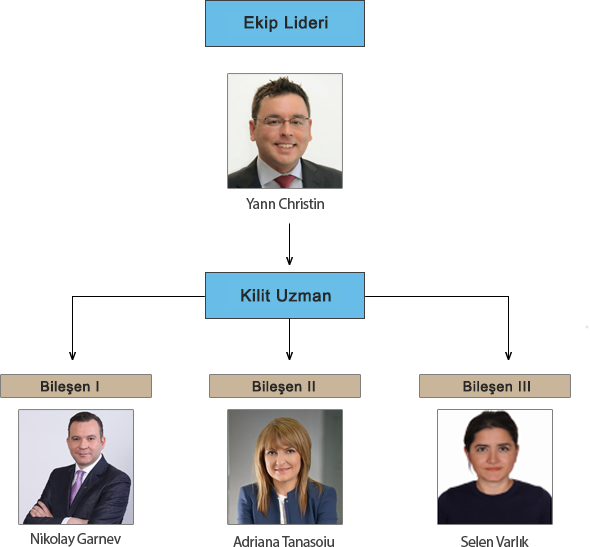 Ekip Lideri
Yann Christin
Kilit Uzman
Bileşen I
Bileşen II
Bileşen III
Nikolay Garnev
Adriana Tanasoiu
Selen Varlık